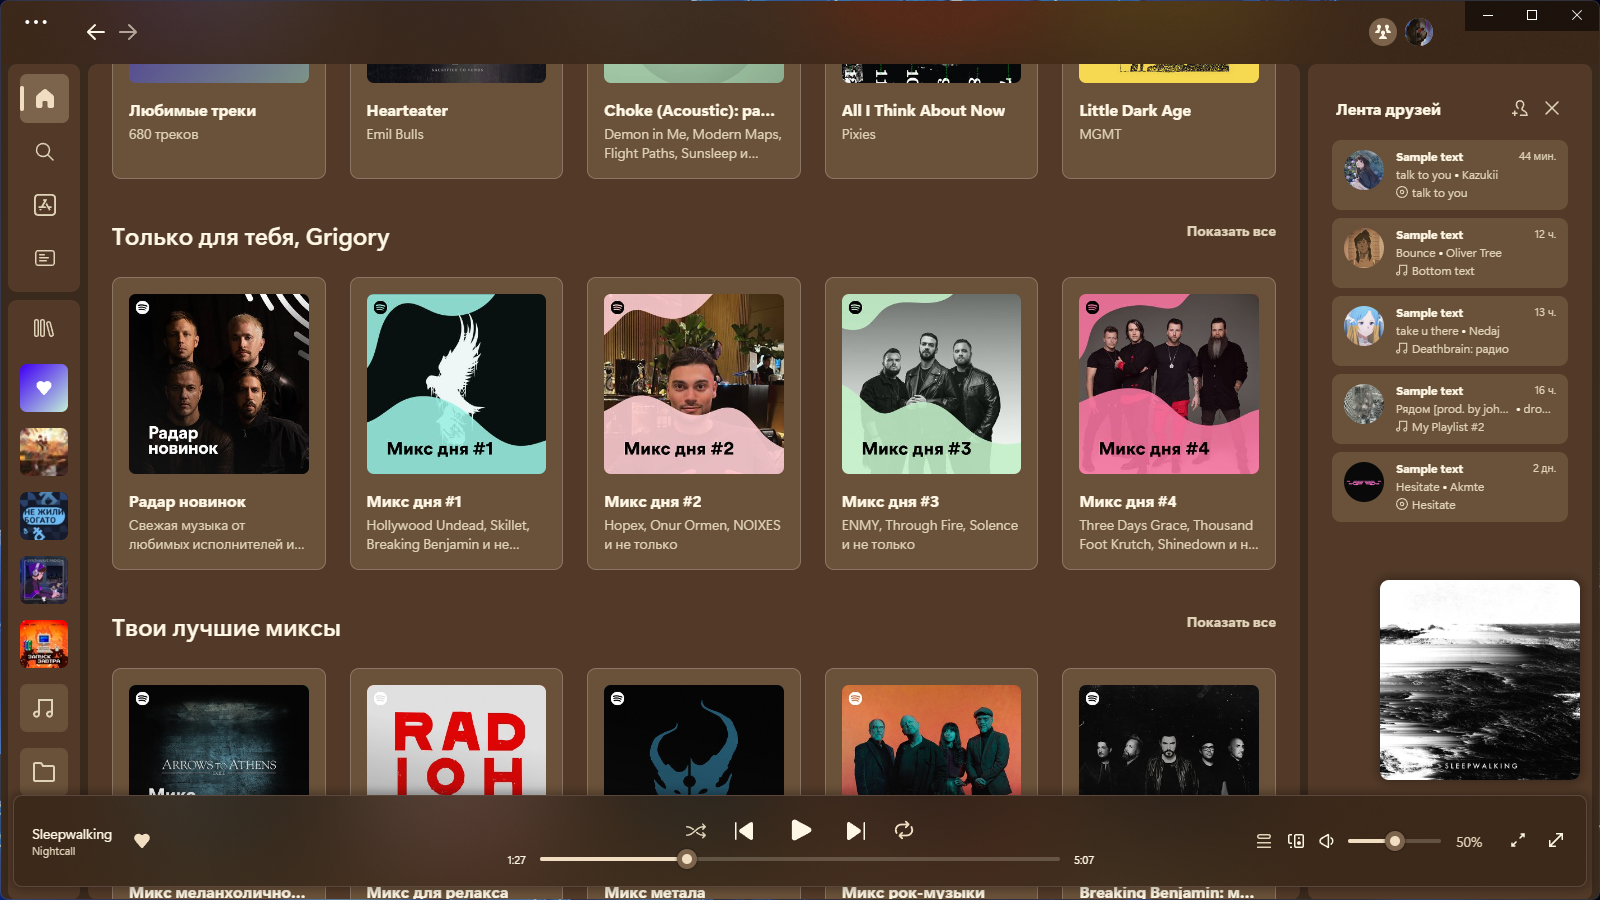 Любимые треки
680 треков
Hearteater
Emil Bulls
Choke (Acoustic): ра...
Demon in Me, Modern Maps,
Flight Paths, Sunsleep и...
All I Think About Now
Pixies
Little Dark Age
MGMT
Только для тебя, Grigory
Показать все
Радар
новинок
Радар новинок
Свежая музыка от
любимых исполнителей и...
Микс дня #1
Микс дня #1
Hollywood Undead, Skillet,
Breaking Benjamin и не...
Микс дня #2
Микс дня #2
Hopex, Onur Ormen, NOIXES
и не только
Микс дня #3
Микс дня #3
ENMY, Through Fire, Solence
и не только
Микс дня #4
Микс дня #4
Three Days Grace, Thousand
Foot Krutch, Shinedown и н...
Твои лучшие миксы
Показать все
ARROWS TO ATHENS
Микс
RAD
IOH
Микс меланхолично...
Микс для релакса
Микс метала
Микс рок-музыки
Breaking Benjamin: м...
НЕ ЖИЛИ
БОГАТО
ЗАПУСК
ЗАВТРА
Лента друзей
Sample text
44 мин.
talk to you • Kazukii
talk to you
Sample text
12 ч.
Bounce • Oliver Tree
Bottom text
Sample text
13 ч.
take u there • Nedaj
Deathbrain: радио
Sample text
16 ч.
Рядом [prod. by joh... • dro...
My Playlist #2
Sample text
2 дн.
Hesitate • Akmte
Hesitate
SLEEPWALKING
Sleepwalking
Nightcall
1:27
5:07
50%